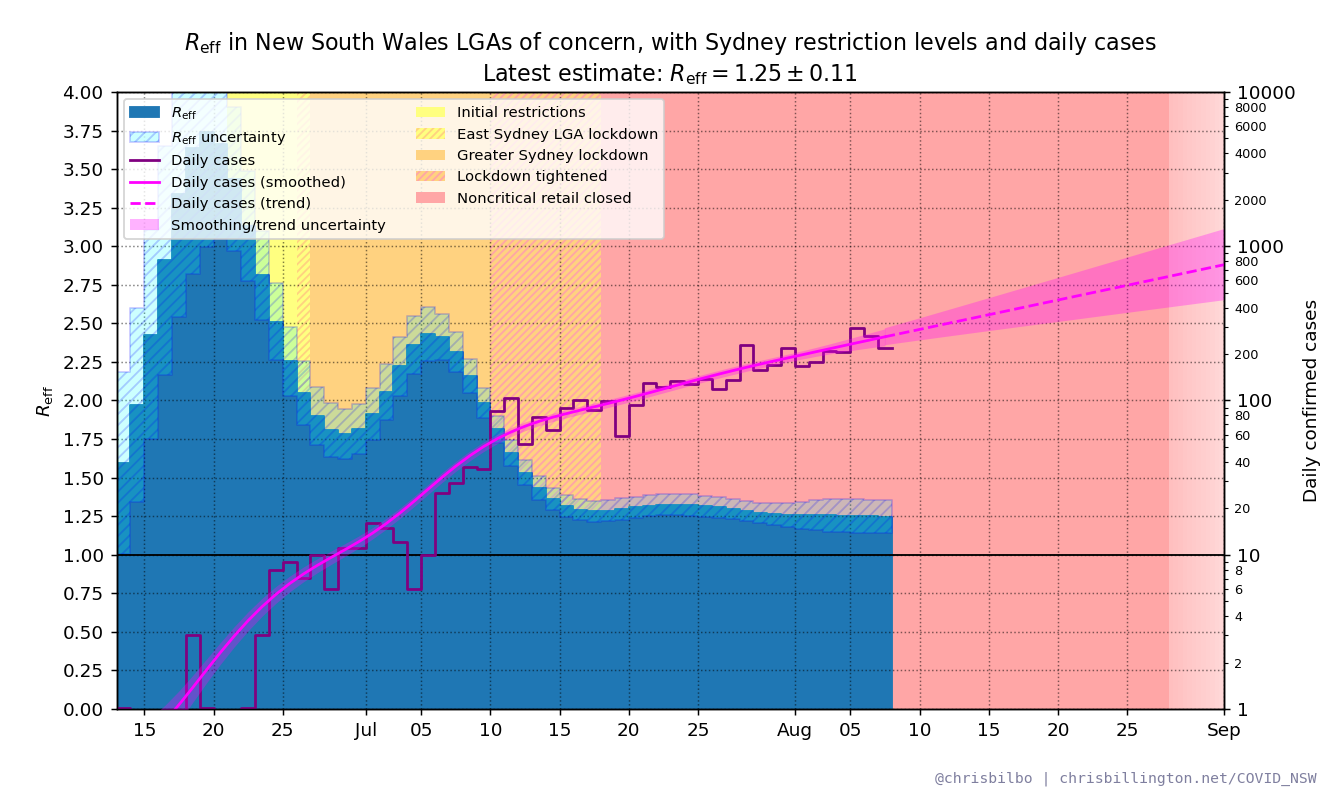 Reff in New South Wales LGAs of concern, with Sydney restriction levels and daily cases
Latest estimate: Reff = 1.25 ± 0.11
Reff
Reff uncertainty
Daily cases
Daily cases (smoothed)
Daily cases (trend)
Smoothing/trend uncertainty
Initial restrictions
East Sydney LGA lockdown
Greater Sydney lockdown
Lockdown tightened
Noncritical retail closed
4.00
3.75
3.50
3.25
3.00
2.75
2.50
2.25
2.00
1.75
1.50
1.25
1.00
0.75
0.50
0.25
0.00
Reff
10000
8000
6000
4000
2000
1000
800
600
400
200
100
80
60
40
20
10
8
6
4
2
1
Daily confirmed cases
15 20 25 Jul 05 10 15 20 25 Aug 05 10 15 20 25 Sep
@chrisbilbo | chrisbillington.net/COVID_NSW